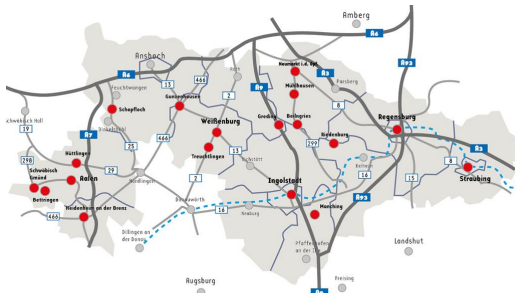 Amberg
A6
A93
Ansbach
A6
466
Roth
Neumarkt i.d. Opf.
A3
Parsberg
Feuchtwangen
13
A9
Mühlhausen
2
Gunzenhausen
8
Schopfloch
Regensburg
Schwäbisch Hall
Weißenburg
Greding
Beilngries
19
Dinkelsbühl
A7
25
466
Riedenburg
299
A3
Treuchtlingen
13
298
Hüttlingen
Eichstätt
Kelheim
8
Schwäbisch
Gmünd
29
16
Aalen
Nördlingen
2
15
Straubing
Bettringen
Ingolstadt
Donauwörth
A93
466
Heidenheim an der Brenz
16
Neuburg
Manching
Dillingen an
der Donau
Landshut
Pfaffenhofen
an der Ilm
Augsburg
Freising